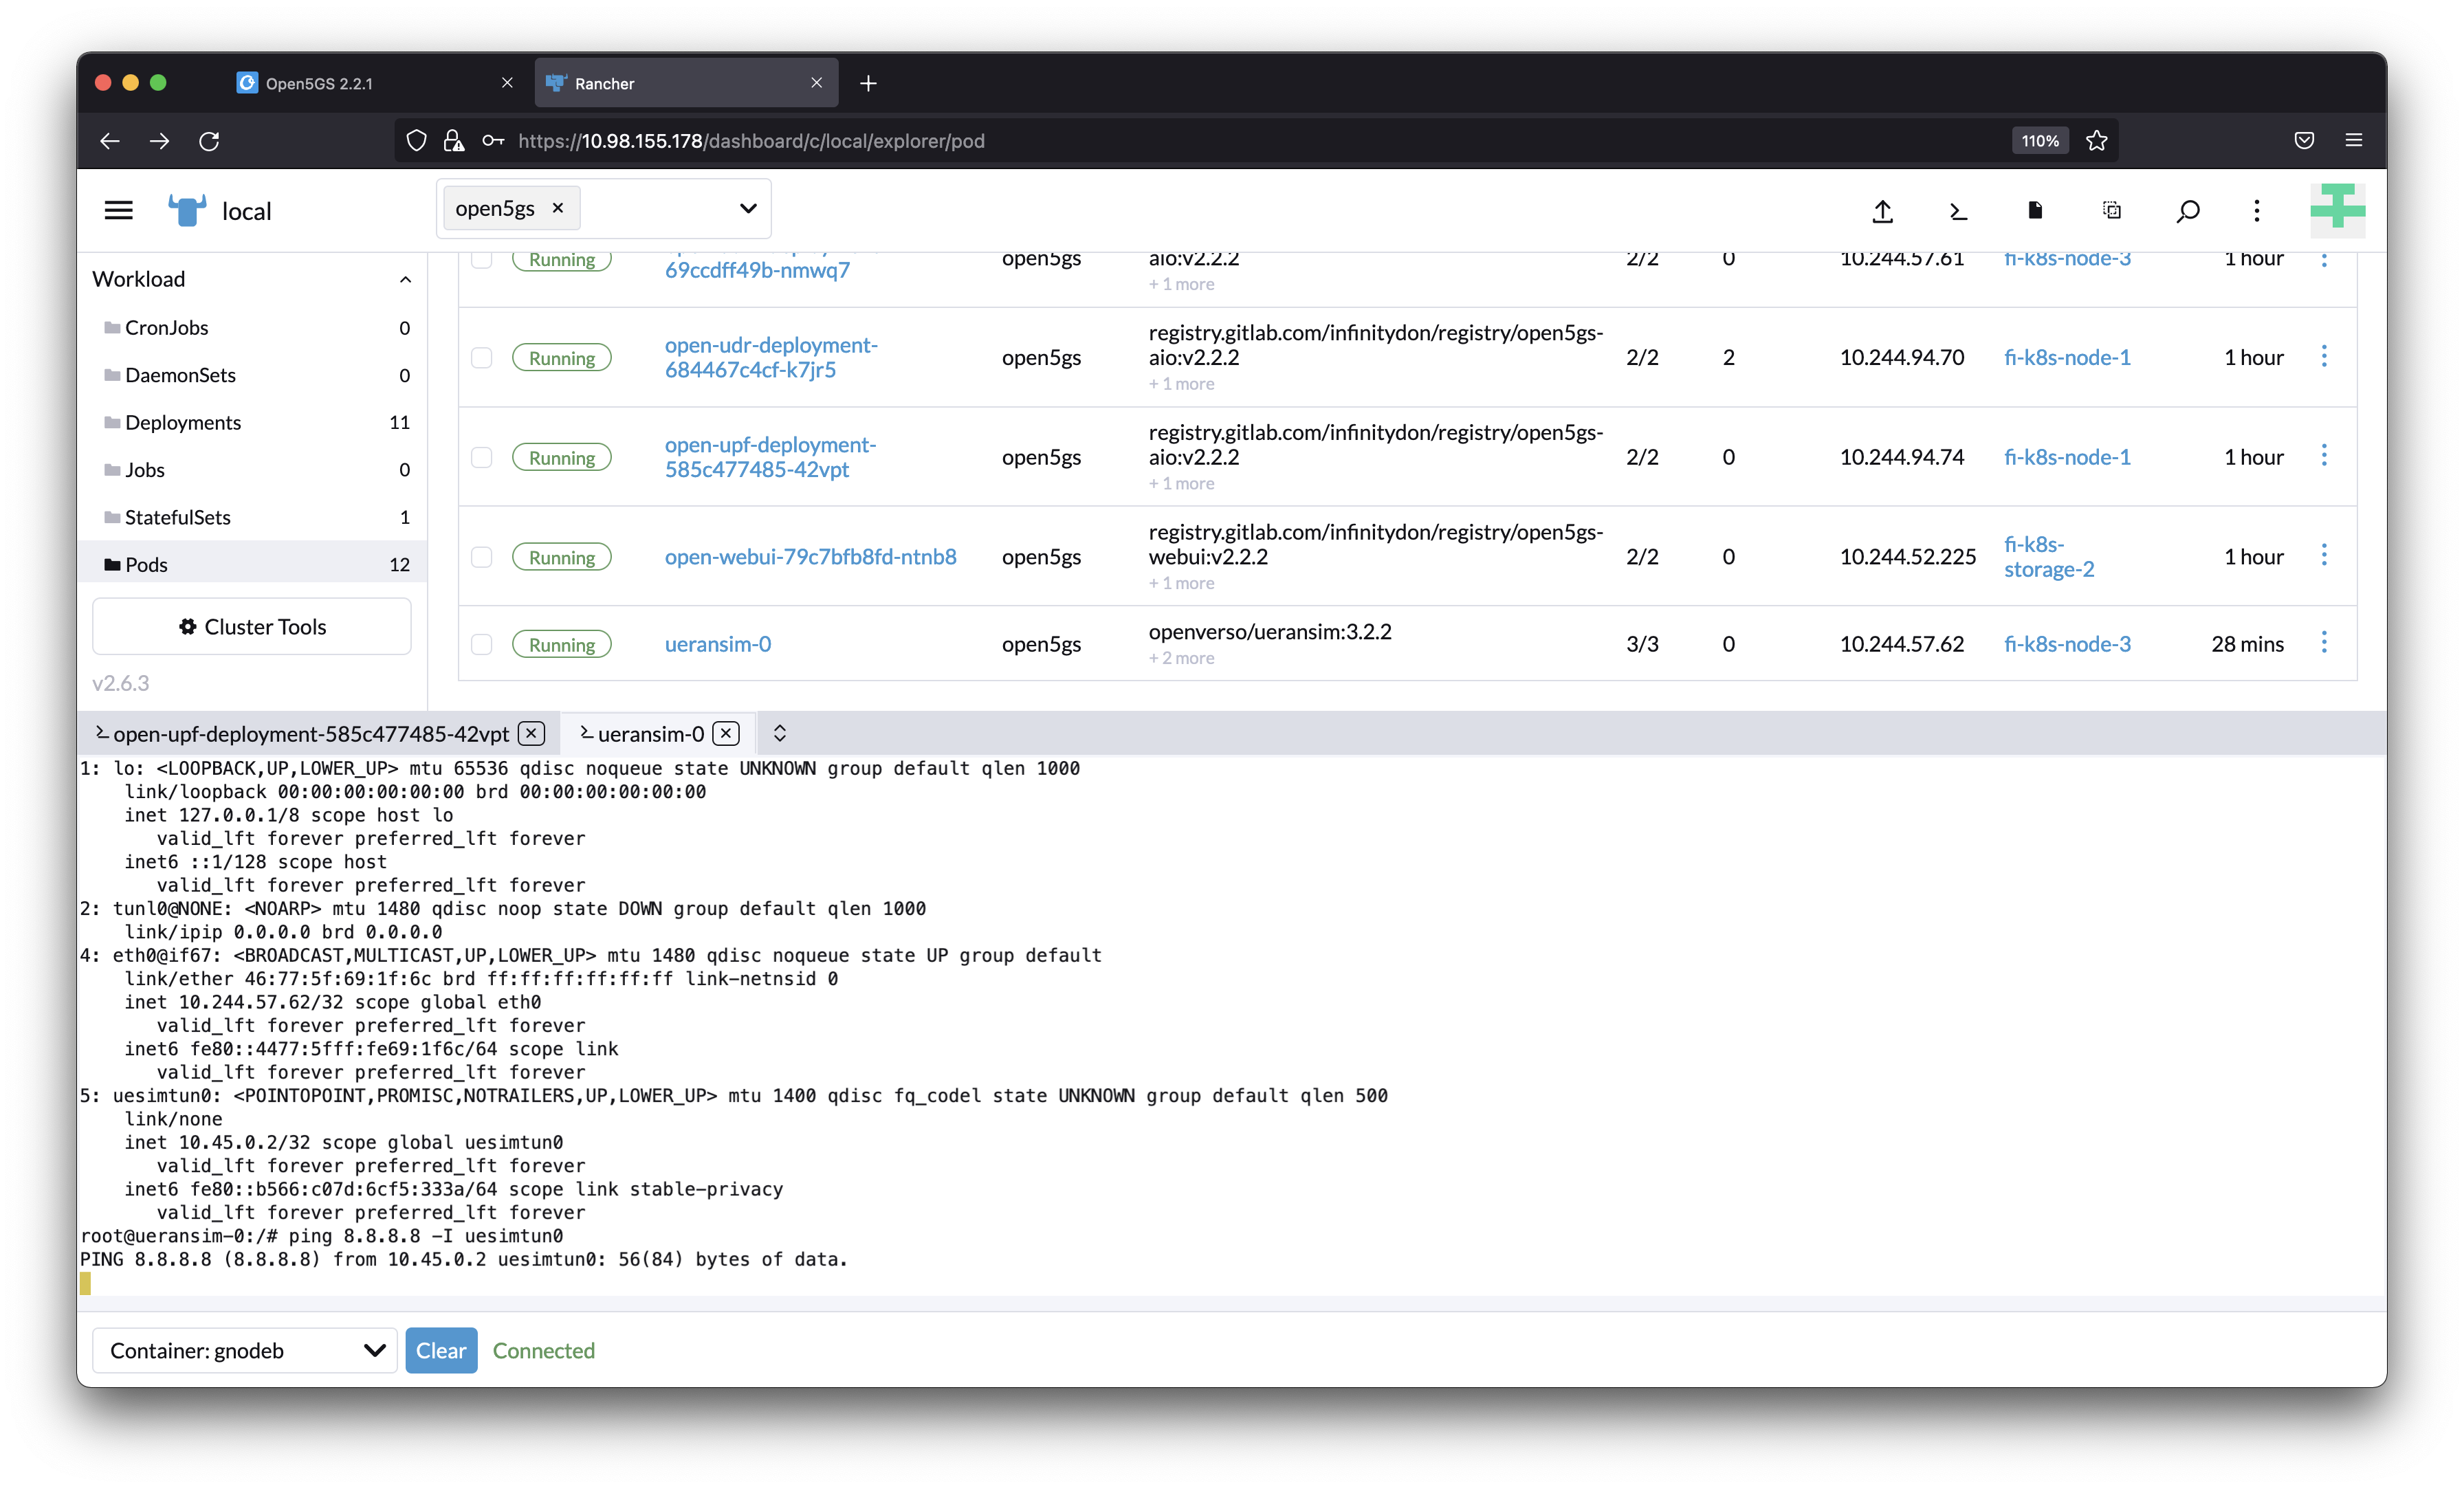 Open5GS 2.2.1
Rancher
https://10.98.155.178/dashboard/c/local/explorer/pod
110%
local
open5gs
Workload
CronJobs 0
DaemonSets 0
Deployments 11
Jobs 0
StatefulSets 1
Pods 12
Cluster Tools
v2.6.3
Running
69ccdff49b-nmwq7
open5gs
aio:v2.2.2
+ 1 more
2/2
0
10.244.57.61
fi-k8s-node-3
1 hour
Running
open-udr-deployment-
684467c4cf-k7jr5
open5gs
registry.gitlab.com/infinitydon/registry/open5gs-
aio:v2.2.2
+ 1 more
2/2
2
10.244.94.70
fi-k8s-node-1
1 hour
Running
open-upf-deployment-
585c477485-42vpt
open5gs
registry.gitlab.com/infinitydon/registry/open5gs-
aio:v2.2.2
+ 1 more
2/2
0
10.244.94.74
fi-k8s-node-1
1 hour
Running
open-webui-79c7bfb8fd-ntnb8
open5gs
registry.gitlab.com/infinitydon/registry/open5gs-
webui:v2.2.2
+ 1 more
2/2
0
10.244.52.225
fi-k8s-
storage-2
1 hour
Running
ueransim-0
open5gs
openverso/ueransim:3.2.2
+ 2 more
3/3
0
10.244.57.62
fi-k8s-node-3
28 mins
open-upf-deployment-585c477485-42vpt
ueransim-0
1: lo: <LOOPBACK,UP,LOWER_UP> mtu 65536 qdisc noqueue state UNKNOWN group default qlen 1000
link/loopback 00:00:00:00:00:00 brd 00:00:00:00:00:00
inet 127.0.0.1/8 scope host lo
valid_lft forever preferred_lft forever
inet6 ::1/128 scope host
valid_lft forever preferred_lft forever
2: tunl0@NONE: <NOARP> mtu 1480 qdisc noop state DOWN group default qlen 1000
link/ipip 0.0.0.0 brd 0.0.0.0
4: eth0@if67: <BROADCAST,MULTICAST,UP,LOWER_UP> mtu 1480 qdisc noqueue state UP group default
link/ether 46:77:5f:69:1f:6c brd ff:ff:ff:ff:ff:ff link-netnsid 0
inet 10.244.57.62/32 scope global eth0
valid_lft forever preferred_lft forever
inet6 fe80::4477:5fff:fe69:1f6c/64 scope link
valid_lft forever preferred_lft forever
5: uesimtun0: <POINTOPOINT,PROMISC,NOTRAILERS,UP,LOWER_UP> mtu 1400 qdisc fq_codel state UNKNOWN group default qlen 500
link/none
inet 10.45.0.2/32 scope global uesimtun0
valid_lft forever preferred_lft forever
inet6 fe80::b566:c07d:6cf5:333a/64 scope link stable-privacy
valid_lft forever preferred_lft forever
root@ueransim-0:/# ping 8.8.8.8 -I uesimtun0
PING 8.8.8.8 (8.8.8.8) from 10.45.0.2 uesimtun0: 56(84) bytes of data.
Container: gnodeb
Clear
Connected